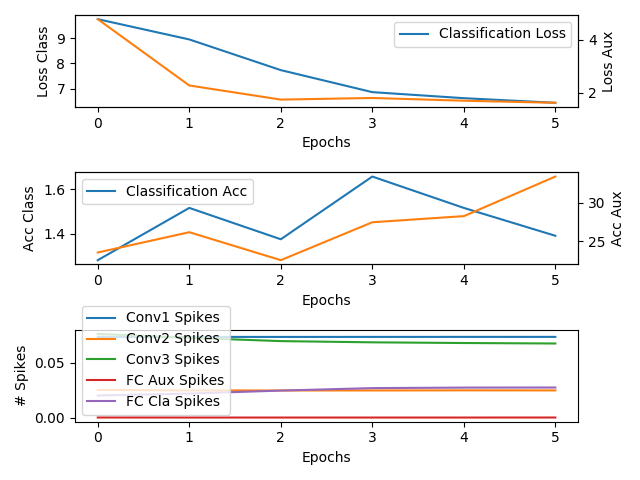 Classification Loss
Loss Class
Loss Aux
9
8
7
4
2
0 1 2 3 4 5
Epochs
Classification Acc
Acc Class
Acc Aux
1.6
1.4
30
25
0 1 2 3 4 5
Epochs
Conv1 Spikes
Conv2 Spikes
Conv3 Spikes
FC Aux Spikes
FC Cla Spikes
# Spikes
0.05
0.00
0 1 2 3 4 5
Epochs